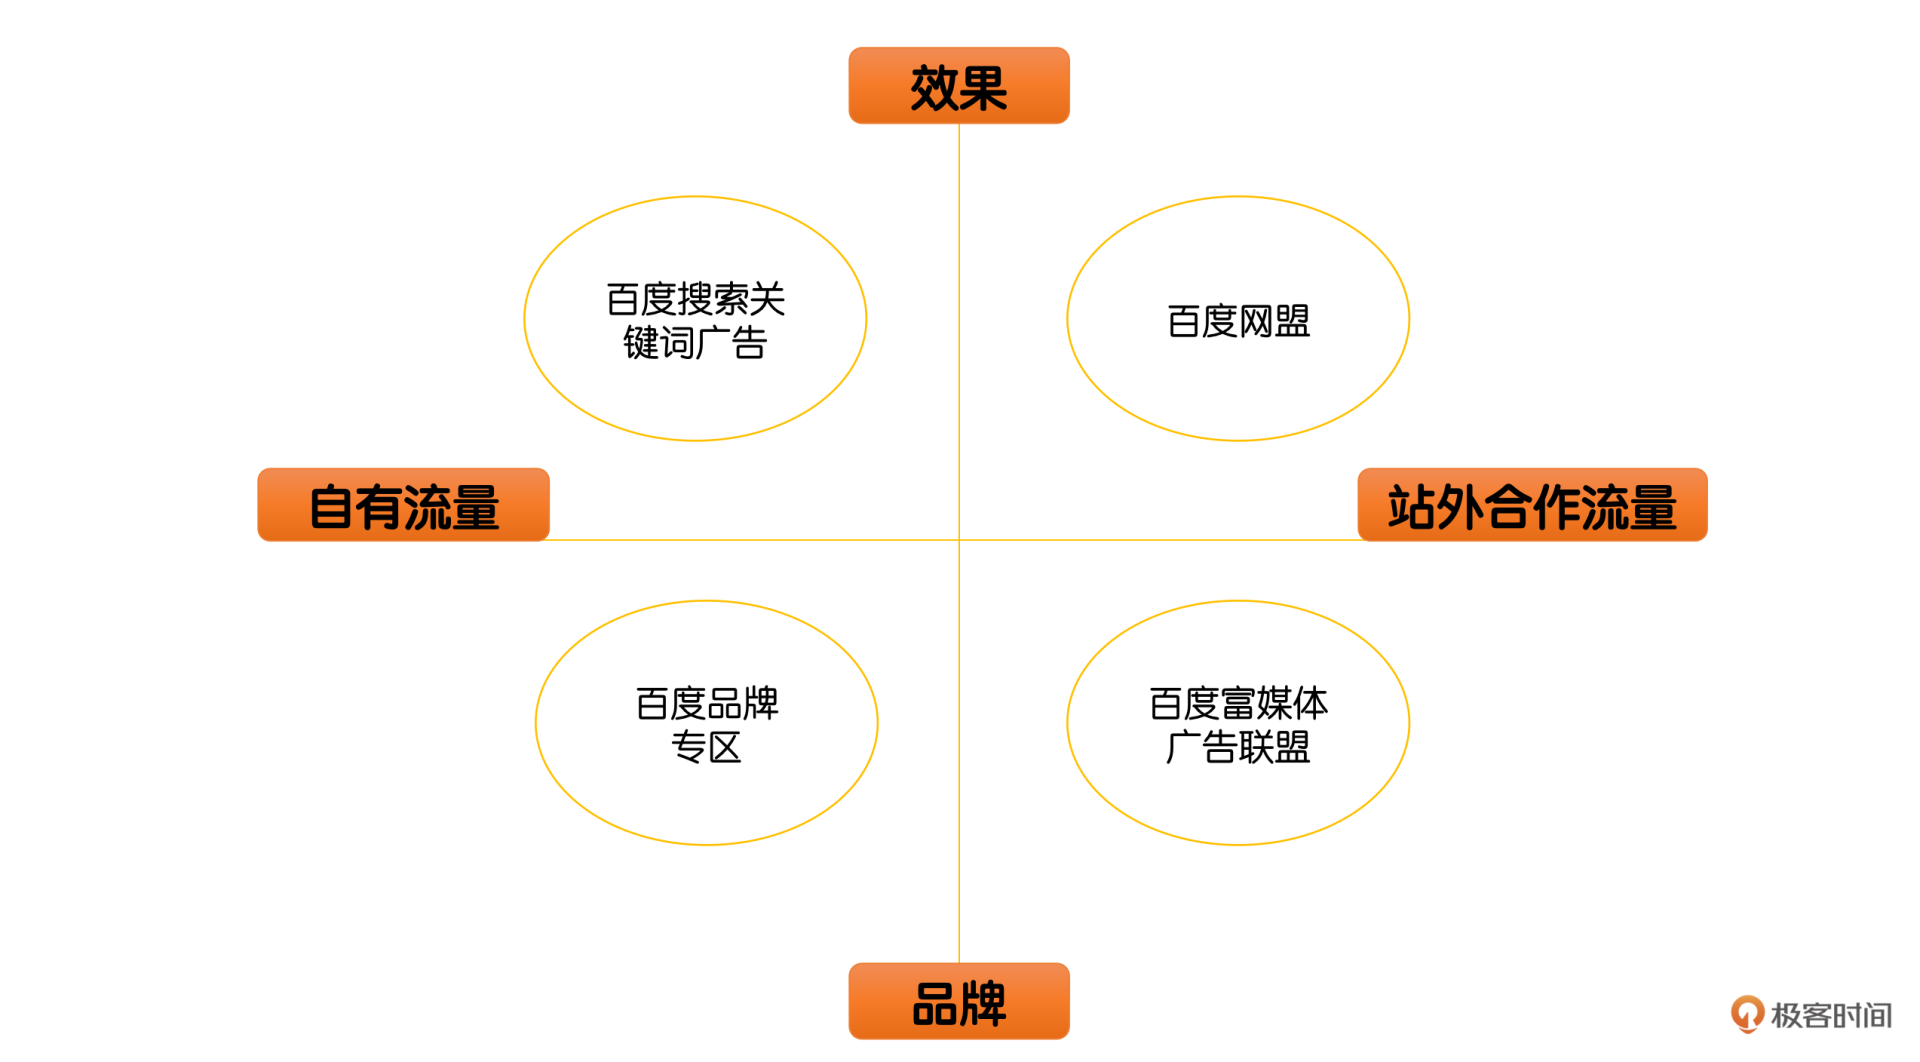 效果
百度搜索关
键词广告
百度网盟
自有流量
站外合作流量
百度品牌
专区
百度富媒体
广告联盟
品牌
极客时间